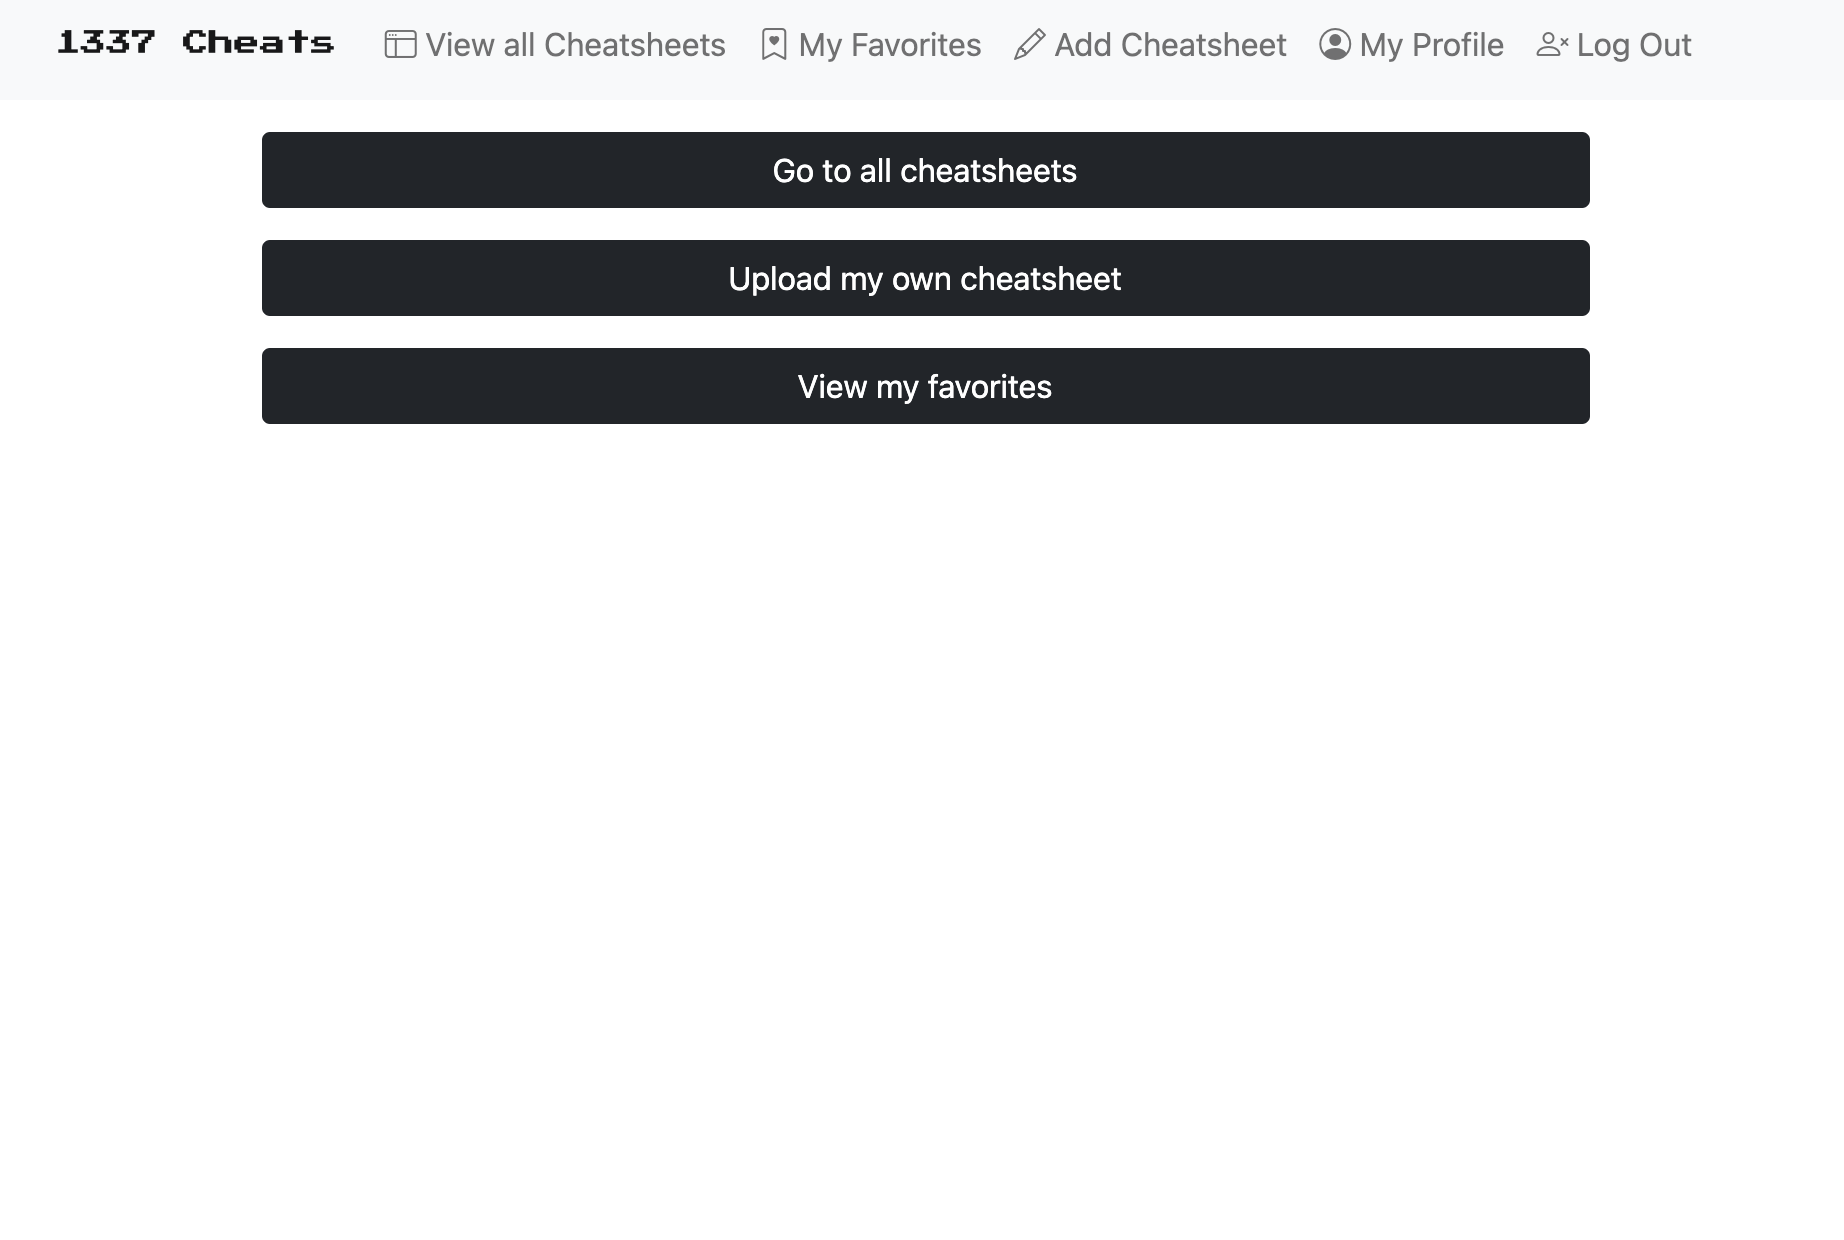 1337 Cheats View all Cheatsheets My Favorites Add Cheatsheet My Profile Log Out
Go to all cheatsheets
Upload my own cheatsheet
View my favorites